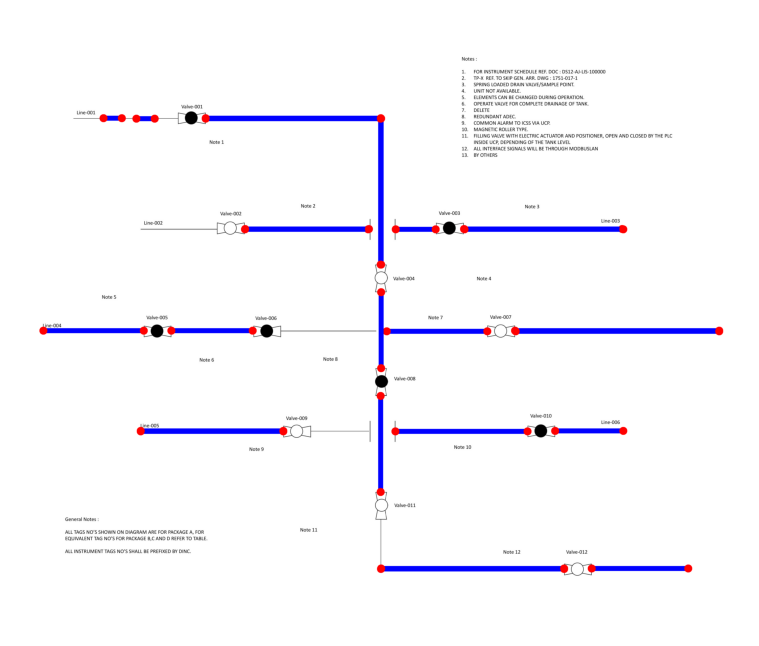 Notes :
1. FOR INSTRUMENT SCHEDULE REF. DOC : DS12-AJ-LIS-100000
2. TP-X REF. TO SKIP GEN. ARR. DWG : 1751-017-1
3. SPRING LOADED DRAIN VALVE/SAMPLE POINT.
4. UNIT NOT AVAILABLE.
5. ELEMENTS CAN BE CHANGED DURING OPERATION.
6. OPERATE VALVE FOR COMPLETE DRAINAGE OF TANK.
7. DELETE
8. REDUNDANT ADEC.
9. COMMON ALARM TO ICSS VIA UCP.
10. MAGNETIC ROLLER TYPE.
11. FILLING VALVE WITH ELECTRIC ACTUATOR AND POSITIONER, OPEN AND CLOSED BY THE PLC
INSIDE UCP, DEPENDING OF THE TANK LEVEL
12. ALL INTERFACE SIGNALS WILL BE THROUGH MODBUSLAN
13. BY OTHERS
Valve-001
Line-001
Note 1
Note 2
Note 3
Valve-002
Valve-003
Line-002
Line-003
Valve-004
Note 4
Note 5
Valve-005
Valve-006
Note 7
Valve-007
Line-004
Note 6
Note 8
Valve-008
Valve-009
Valve-010
Line-005
Line-006
Note 9
Note 10
Valve-011
General Notes :
ALL TAGS NO'S SHOWN ON DIAGRAM ARE FOR PACKAGE A, FOR
EQUIVALENT TAG NO'S FOR PACKAGE B,C AND D REFER TO TABLE.
ALL INSTRUMENT TAGS NO'S SHALL BE PREFIXED BY DINC.
Note 11
Note 12
Valve-012